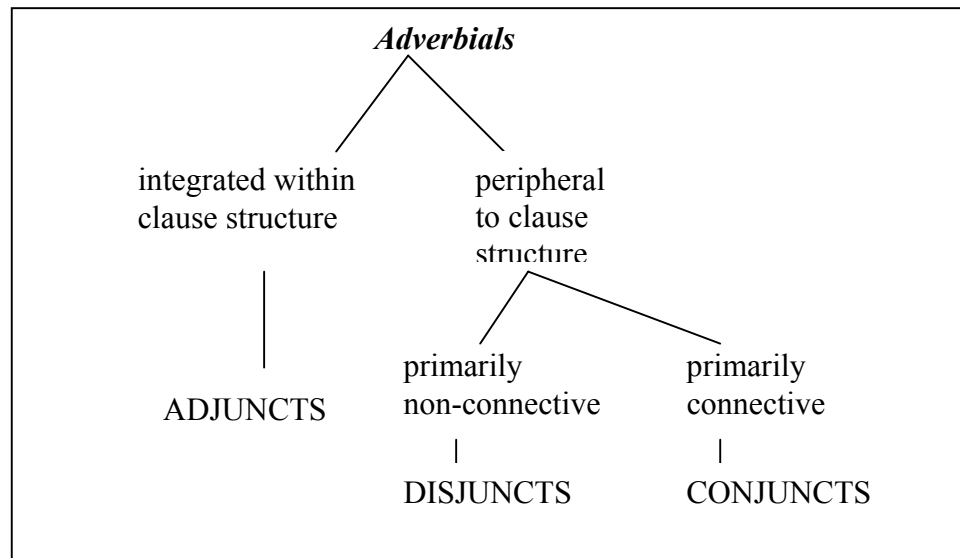 Adverbials
integrated within
clause structure
peripheral
to clause
structure
ADJUNCTS
primarily
non-connective
primarily
connective
DISJUNCTS
CONJUNCTS